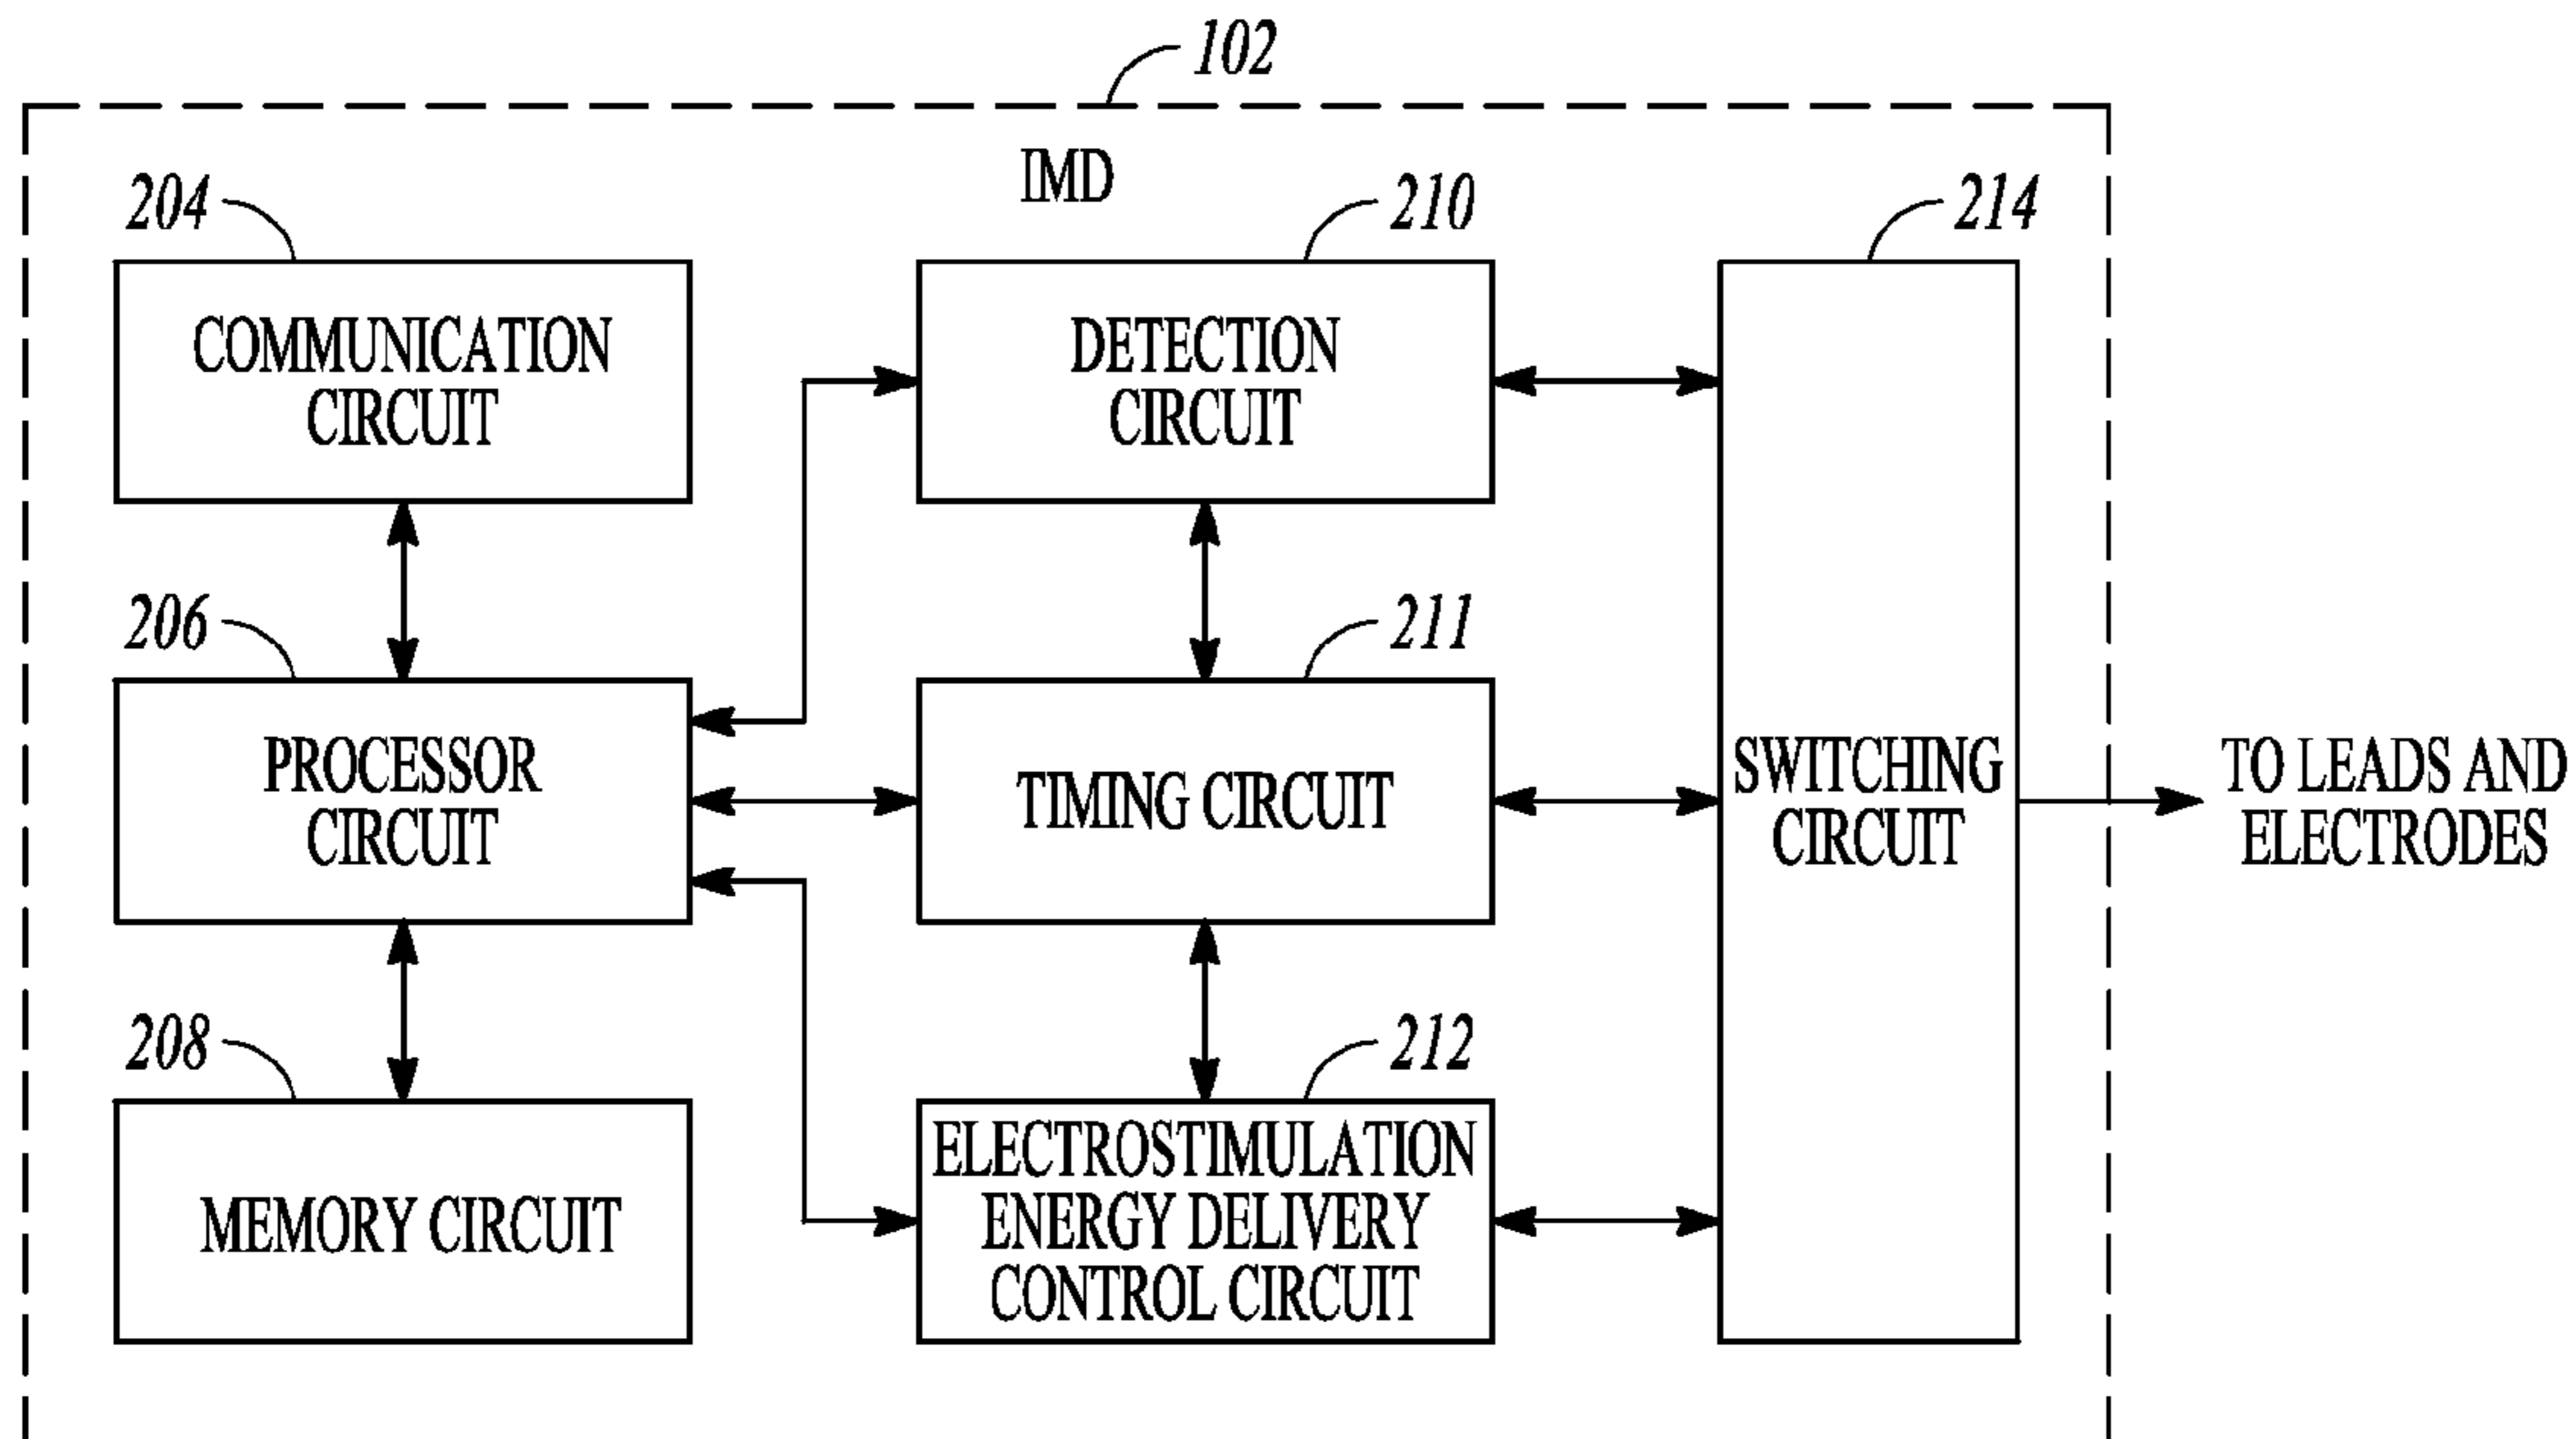 102
IMD
204
210
214
COMMUNICATION
CIRCUIT
DETECTION
CIRCUIT
206
211
PROCESSOR
CIRCUIT
TIMING CIRCUIT
SWITCHING
CIRCUIT
TO LEADS AND
ELECTRODES
208
212
MEMORY CIRCUIT
ELECTROSTIMULATION
ENERGY DELIVERY
CONTROL CIRCUIT